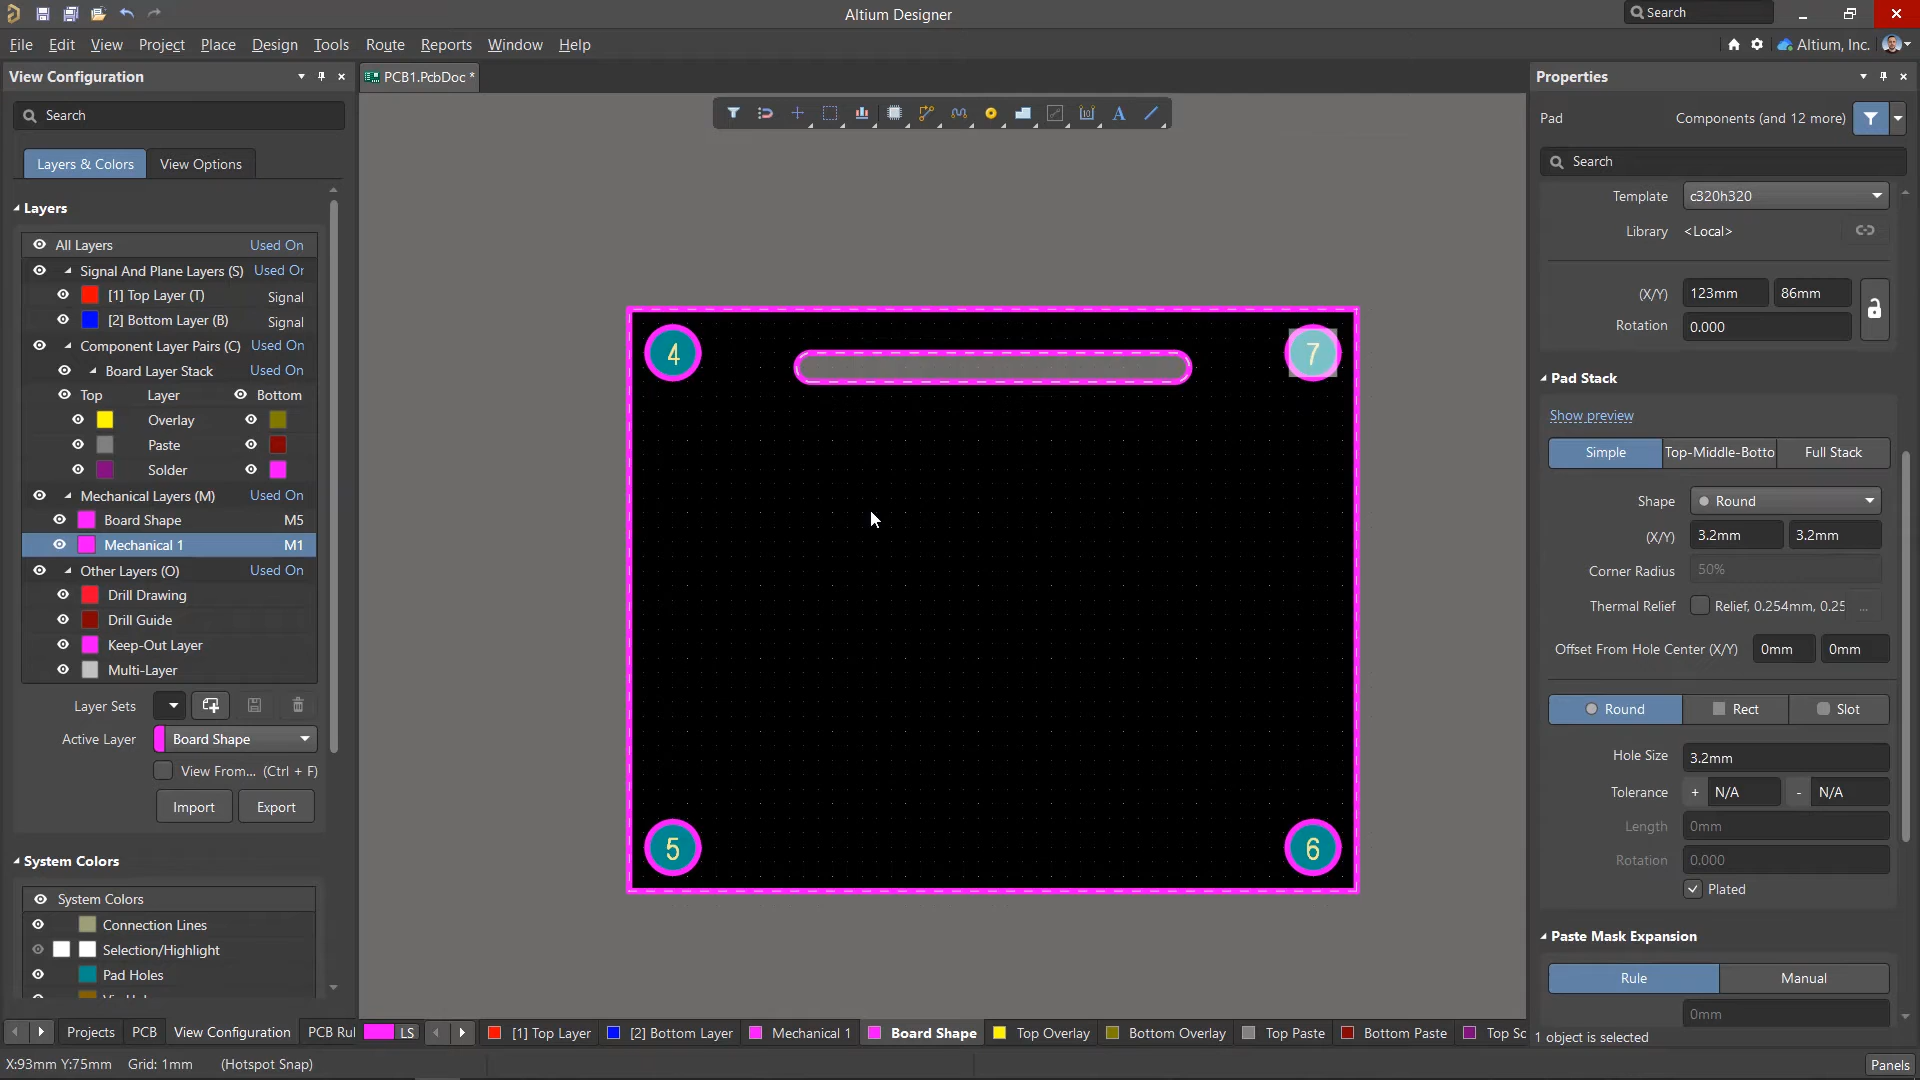 Altium Designer
Search
File Edit View Project Place Design Tools Route Reports Window Help
Altium, Inc.
View Configuration
PCB1.PcbDoc *
Properties
Search
Pad Components (and 12 more)
Layers & Colors View Options
Search
Layers
Template c320h320
Library <Local>
All Layers Used On
Signal And Plane Layers (S) Used Or
[1] Top Layer (T) Signal
[2] Bottom Layer (B) Signal
Component Layer Pairs (C) Used On
Board Layer Stack
Top Layer Bottom
Overlay
Paste
Solder
Mechanical Layers (M) Used On
Board Shape M5
Mechanical 1 M1
Other Layers (O) Used On
Drill Drawing
Drill Guide
Keep-Out Layer
Multi-Layer
Layer Sets
Active Layer Board Shape
View From... (Ctrl + F)
Import Export
System Colors
System Colors
Connection Lines
Selection/Highlight
Pad Holes
4 7
5 6
(X/Y) 123mm 86mm
Rotation 0.000
Pad Stack
Show preview
Simple Top-Middle-Botto Full Stack
Shape Round
(X/Y) 3.2mm 3.2mm
Corner Radius 50%
Thermal Relief Relief, 0.254mm, 0.25 ...
Offset From Hole Center (X/Y) 0mm 0mm
Round Rect Slot
Hole Size 3.2mm
Tolerance + N/A - N/A
Length 0mm
Rotation 0.000
Plated
Paste Mask Expansion
Rule Manual
0mm
1 object is selected
Projects PCB View Configuration PCB Rul
LS [1] Top Layer [2] Bottom Layer Mechanical 1 Board Shape Top Overlay Bottom Overlay Top Paste Bottom Paste Top So
X:93mm Y:75mm Grid: 1mm (Hotspot Snap)
Panels